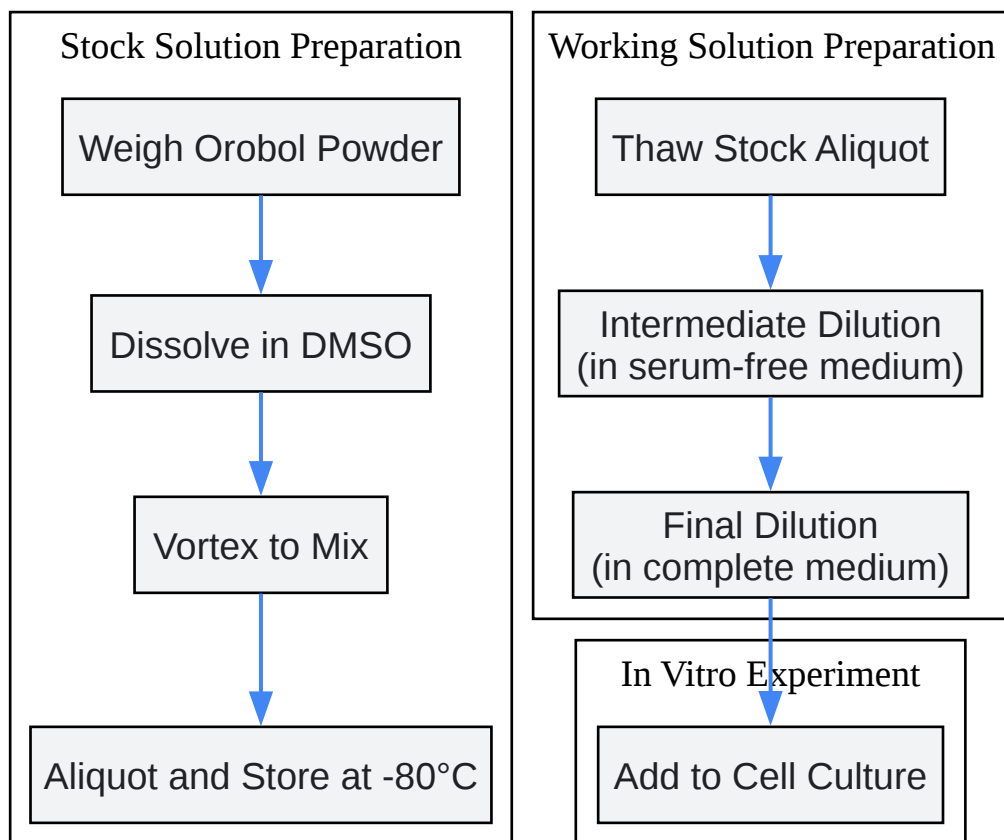 Stock Solution Preparation
Weigh Orobol Powder
Dissolve in DMSO
Vortex to Mix
Aliquot and Store at -80°C
Working Solution Preparation
Thaw Stock Aliquot
Intermediate Dilution
(in serum-free medium)
Final Dilution
(in complete medium)
In Vitro Experiment
Add to Cell Culture